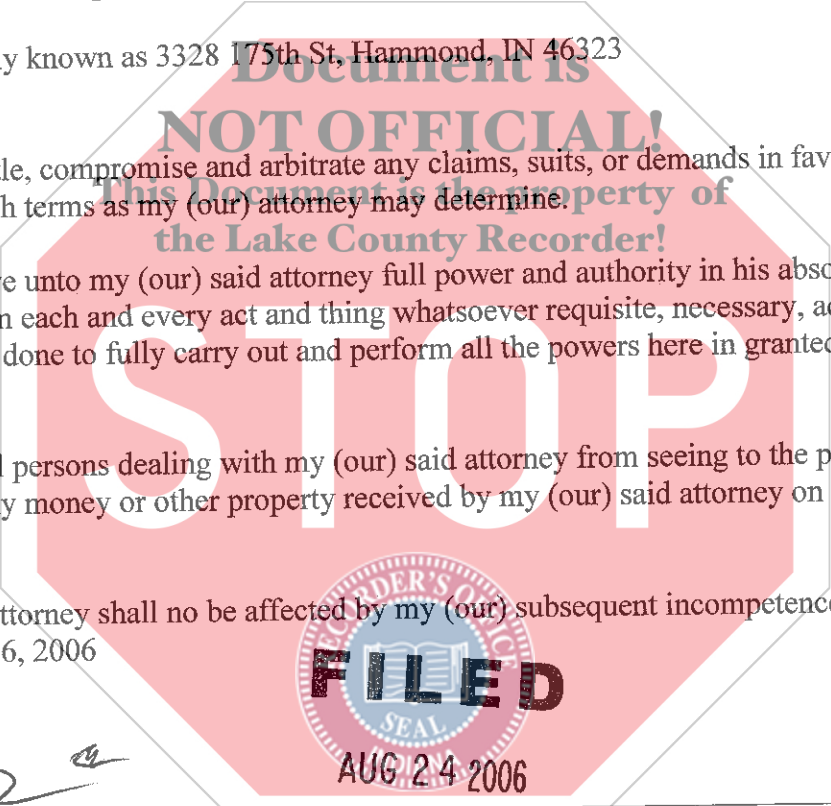 y known as 3328 175th St, Hammond, IN 46323
Document is
NOT OFFICIAL!
tle, compromise and arbitrate any claims, suits, or demands in fav
This Document is the property of
h terms as my (our) attorney may determine.
the Lake County Recorder!
e unto my (our) said attorney full power and authority in his abso
n each and every act and thing whatsoever requisite, necessary, a
done to fully carry out and perform all the powers here in granted
STOP
l persons dealing with my (our) said attorney from seeing to the p
y money or other property received by my (our) said attorney on
ttorney shall no be affected by my (our) subsequent incompetence
6, 2006
RECORDER'S OFFICE
FILED
SEAL
INDIANA
AUG 24 2006